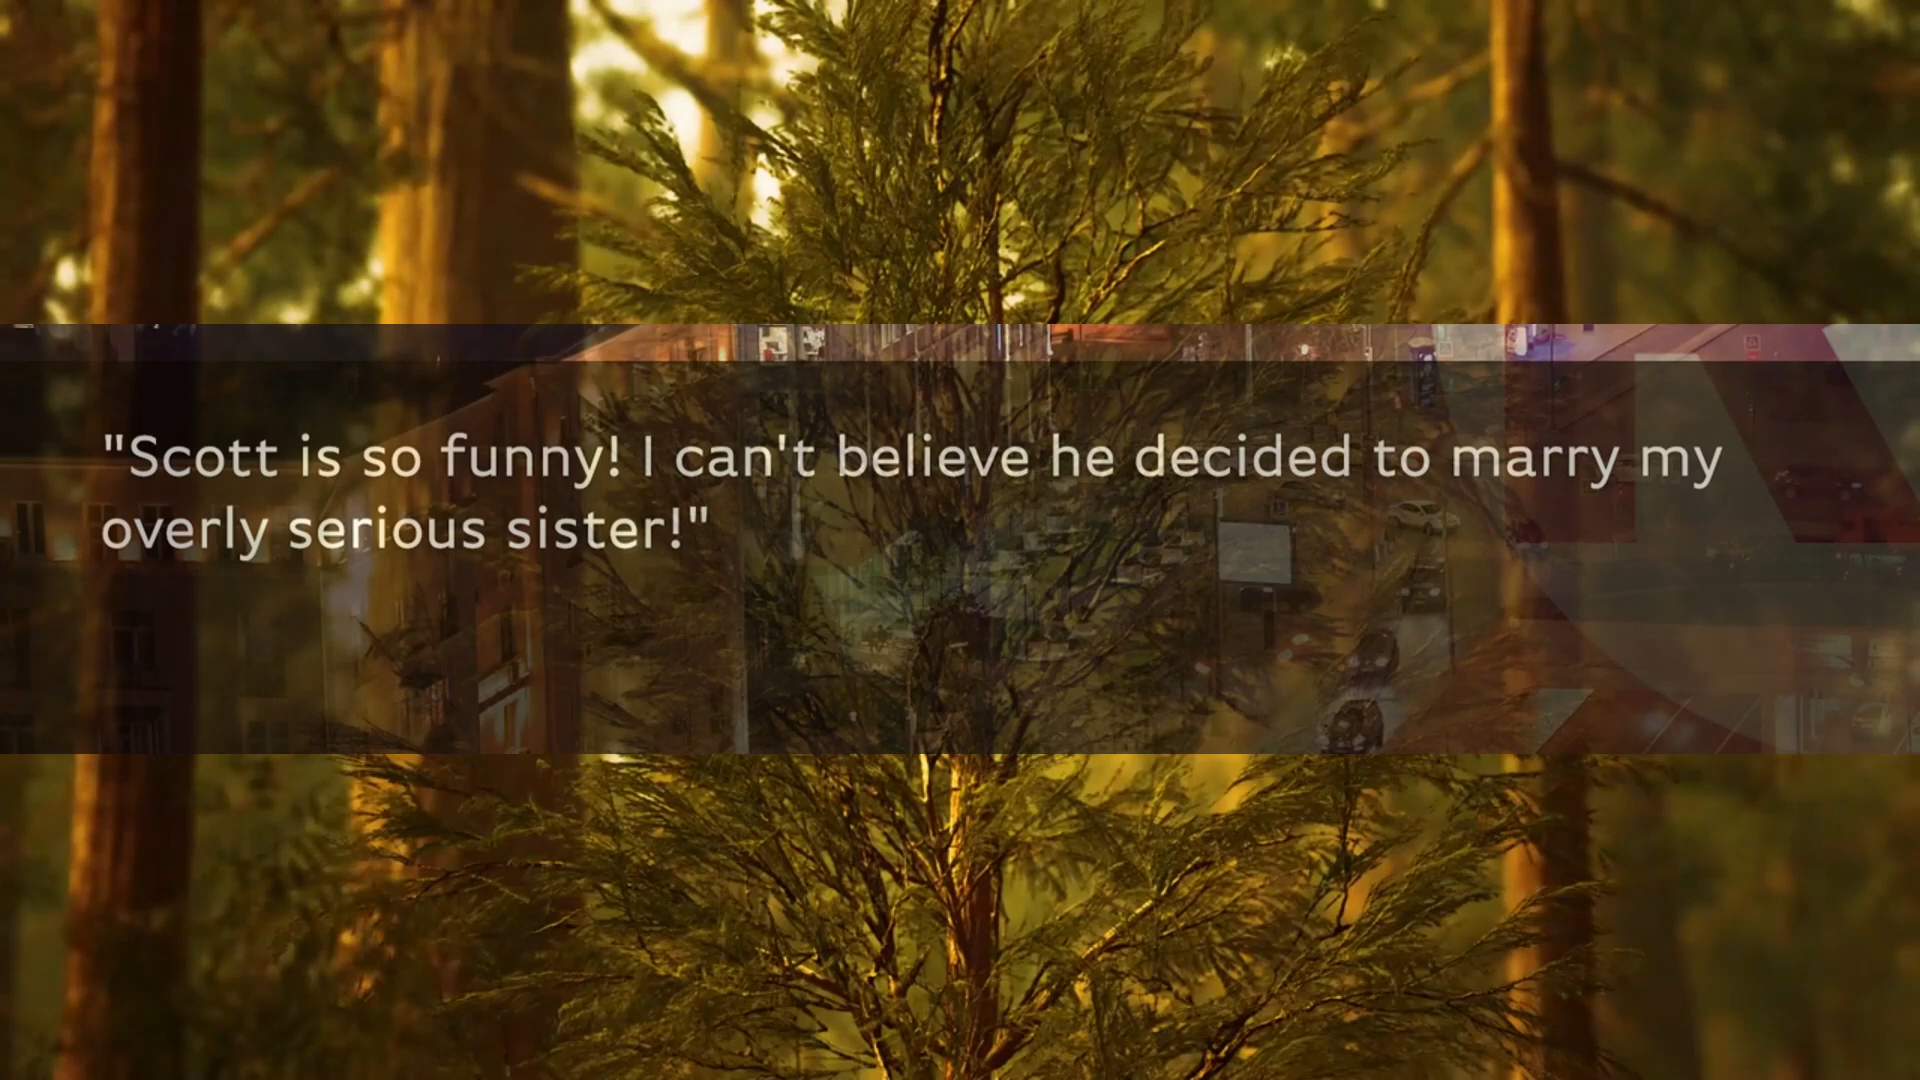 "Scott is so funny! I can't believe he decided to marry my
overly serious sister!"